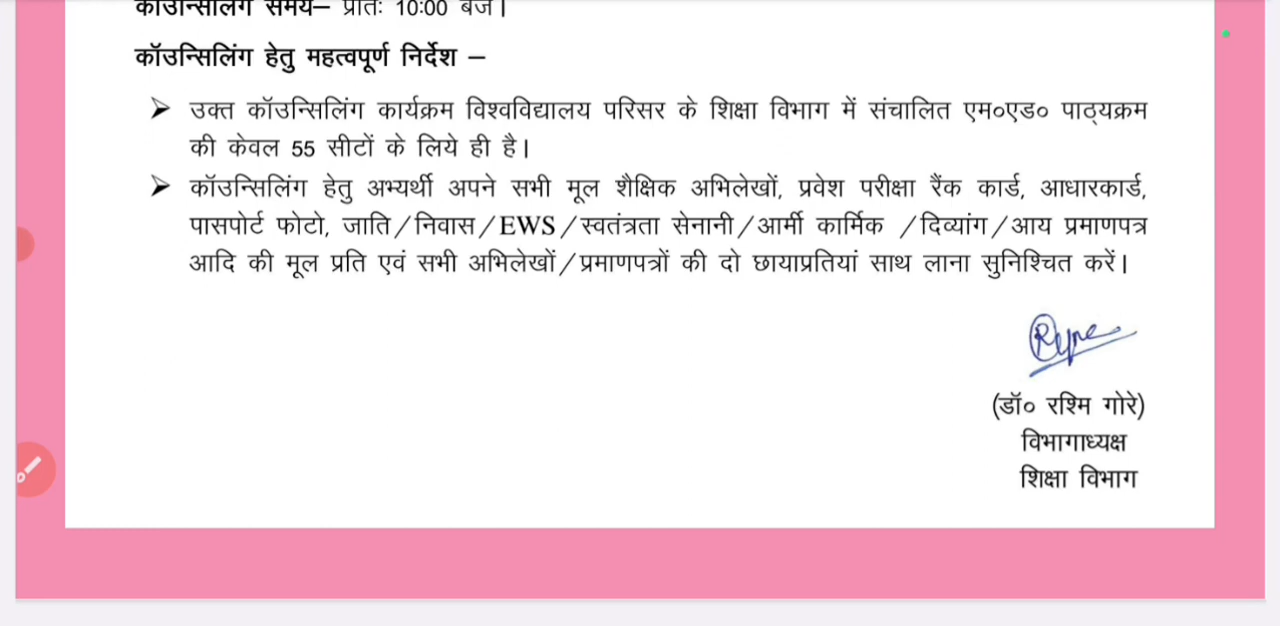 कॉउन्सिलिंग समय– प्रातः 10:00 बजे।
कॉउन्सिलिंग हेतु महत्वपूर्ण निर्देश –
➢ उक्त कॉउन्सिलिंग कार्यक्रम विश्वविद्यालय परिसर के शिक्षा विभाग में संचालित एम०एड० पाठ्यक्रम
की केवल 55 सीटों के लिये ही है।
➢ कॉउन्सिलिंग हेतु अभ्यर्थी अपने सभी मूल शैक्षिक अभिलेखों, प्रवेश परीक्षा रैंक कार्ड, आधारकार्ड,
पासपोर्ट फोटो, जाति/निवास/EWS/स्वतंत्रता सेनानी/आर्मी कार्मिक /दिव्यांग/आय प्रमाणपत्र
आदि की मूल प्रति एवं सभी अभिलेखों/प्रमाणपत्रों की दो छायाप्रतियां साथ लाना सुनिश्चित करें।
(डॉ० रश्मि गोरे)
विभागाध्यक्ष
शिक्षा विभाग